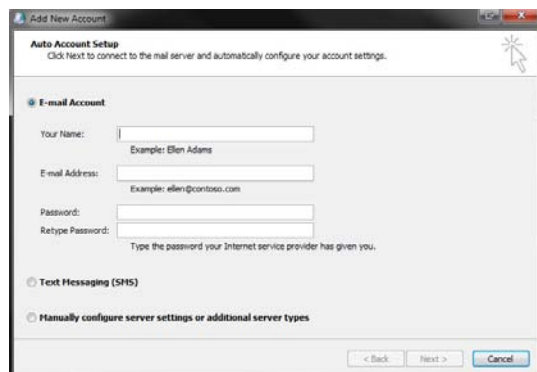 Add New Account
Auto Account Setup
Click Next to connect to the mail server and automatically configure your account settings.
E-mail Account
Your Name:
Example: Ellen Adams
E-mail Address:
Example: ellen@contoso.com
Password:
Retype Password:
Type the password your Internet service provider has given you.
Text Messaging (SMS)
Manually configure server settings or additional server types
< Back Next > Cancel